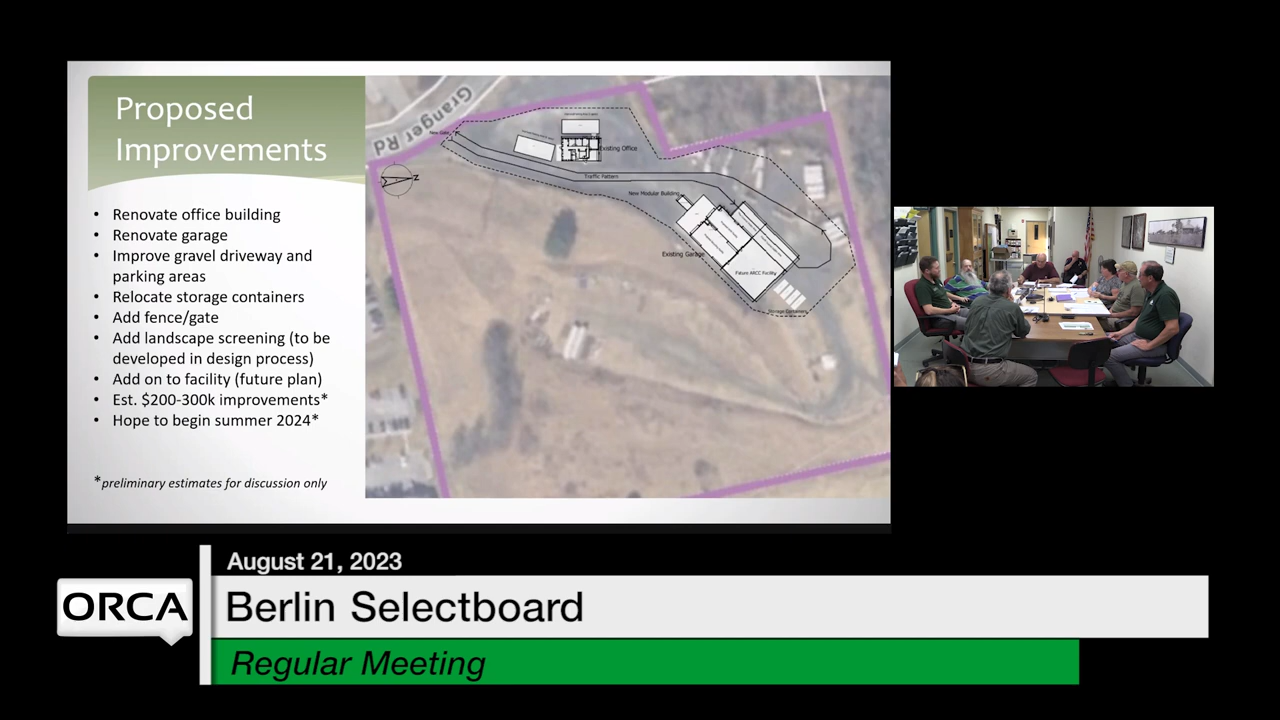 Proposed
Improvements
• Renovate office building
• Renovate garage
• Improve gravel driveway and
parking areas
• Relocate storage containers
• Add fence/gate
• Add landscape screening (to be
developed in design process)
• Add on to facility (future plan)
• Est. $200-300k improvements*
• Hope to begin summer 2024*
*preliminary estimates for discussion only
Granger Rd
Existing Office
Traffic Pattern
New Modular Building
Existing Garage
Future ARCC Facility
Storage Containers
August 21, 2023
ORCA
Berlin Selectboard
Regular Meeting